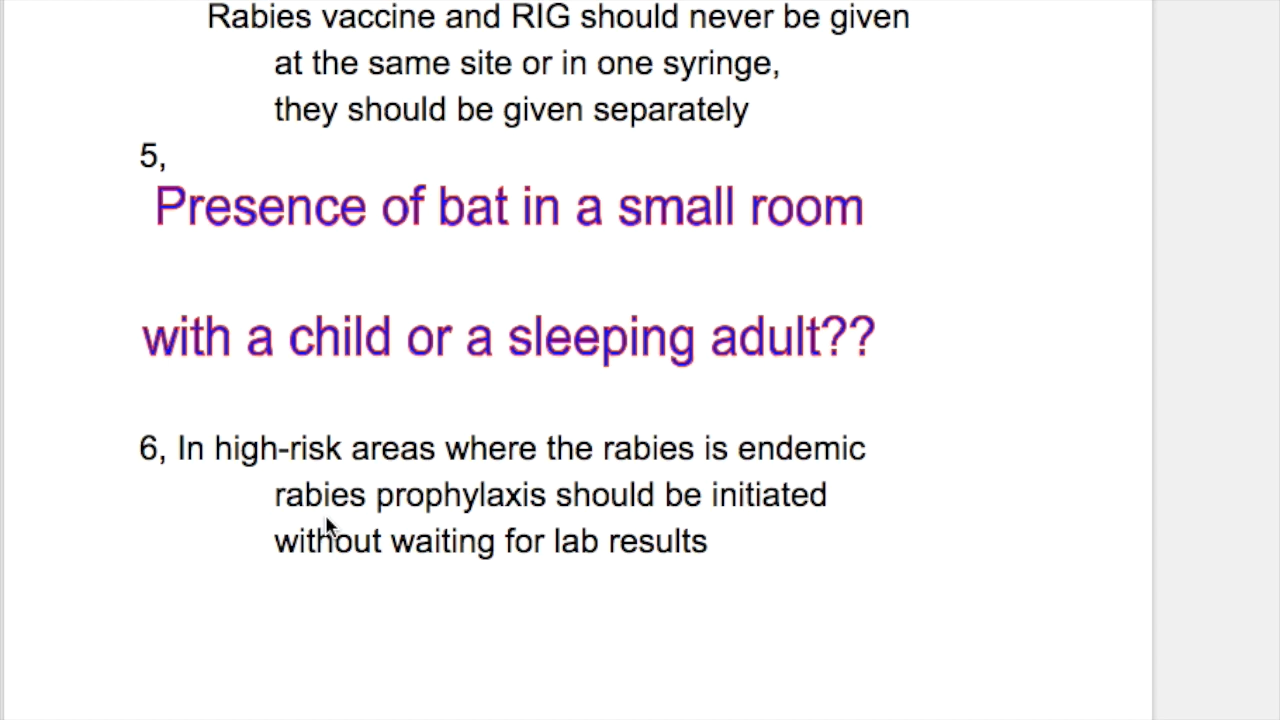 Rabies vaccine and RIG should never be given
at the same site or in one syringe,
they should be given separately
5,
Presence of bat in a small room
with a child or a sleeping adult??
6, In high-risk areas where the rabies is endemic
rabies prophylaxis should be initiated
without waiting for lab results